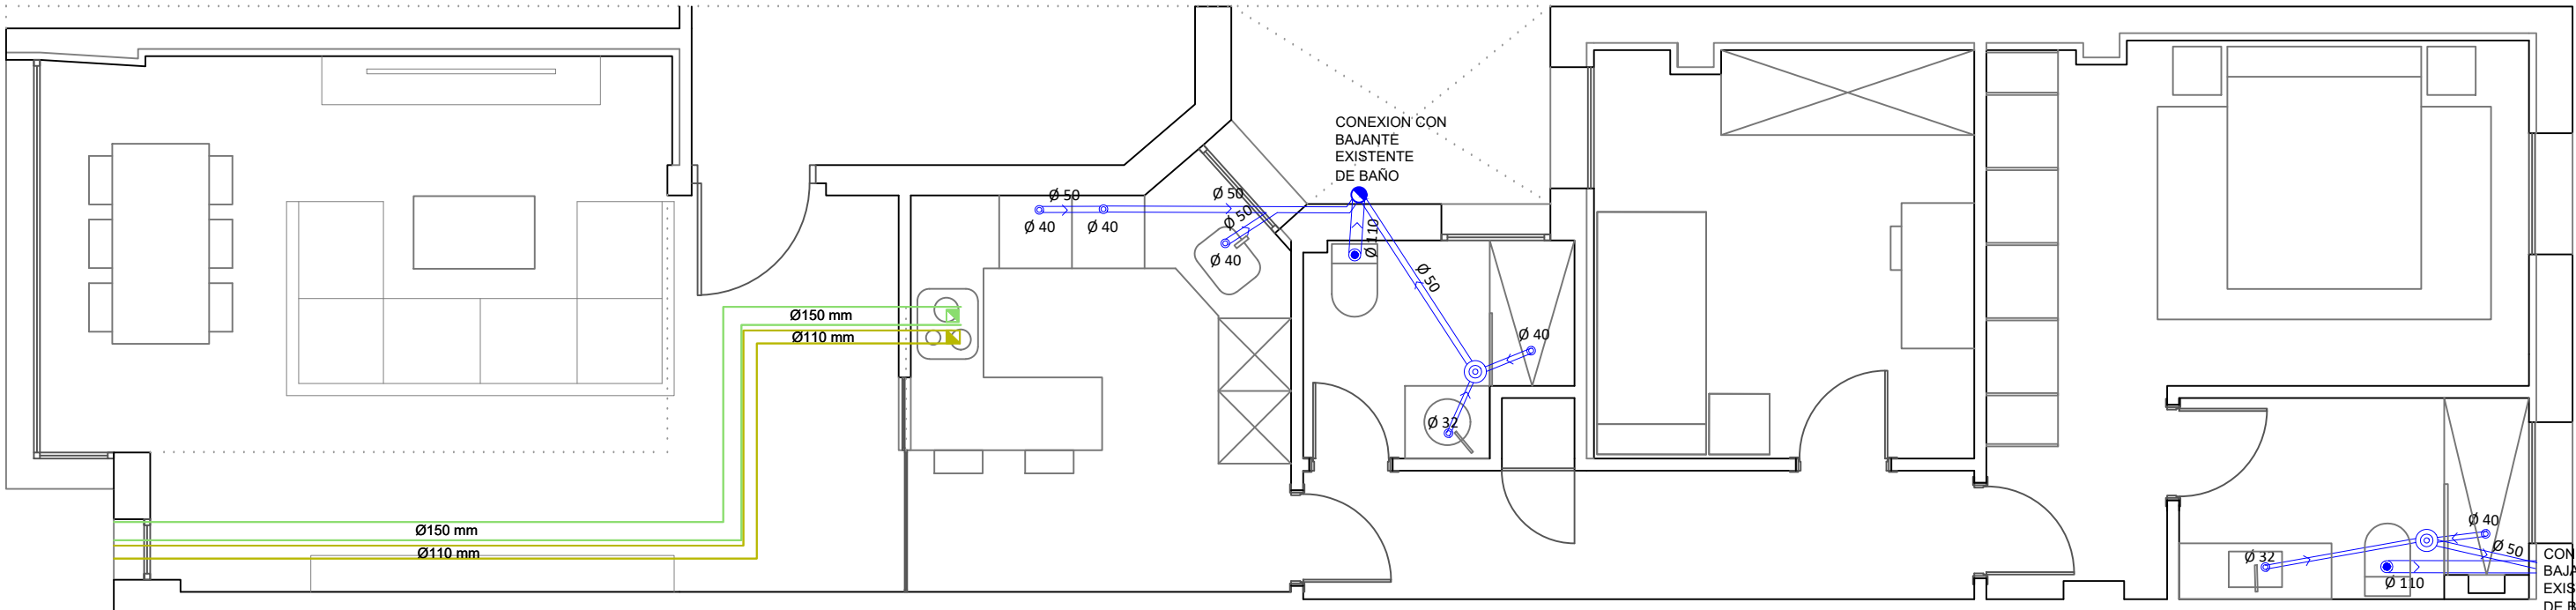 CONEXION CON
BAJANTE
EXISTENTE
DE BAÑO
Ø 50
Ø 50
Ø 50
Ø 40
Ø 40
Ø 40
Ø 110
Ø 50
Ø 40
Ø 32
Ø150 mm
Ø110 mm
Ø150 mm
Ø110 mm
Ø 40
Ø 50
Ø 32
Ø 110
CON
BAJA
EXIS
DE B